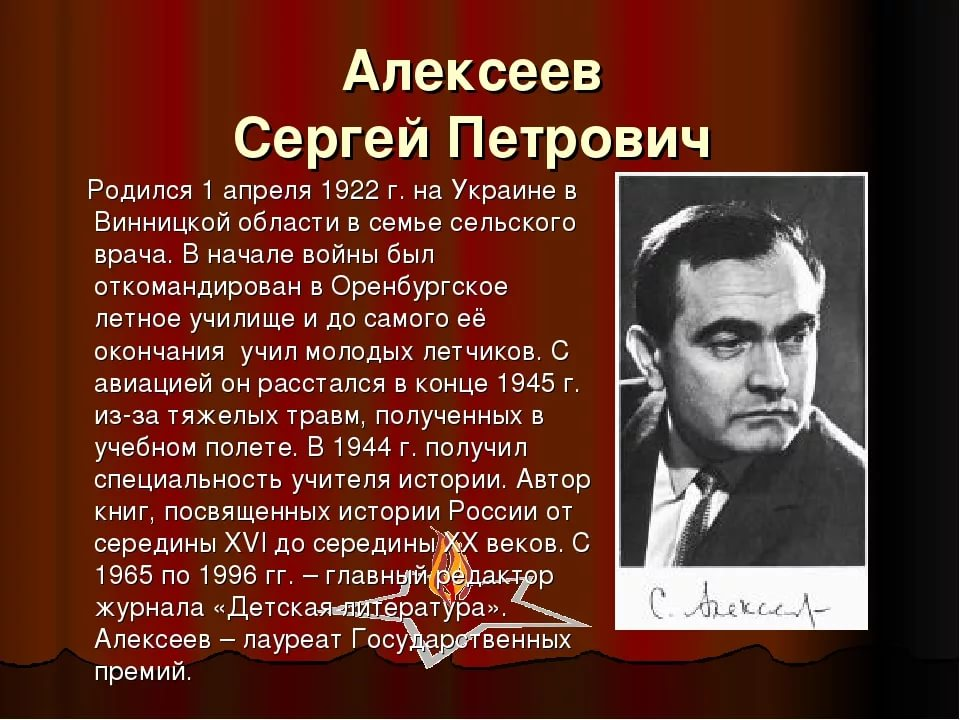 Алексеев
Сергей Петрович
Родился 1 апреля 1922 г. на Украине в
Винницкой области в семье сельского
врача. В начале войны был
откомандирован в Оренбургское
летное училище и до самого её
окончания учил молодых летчиков. С
авиацией он расстался в конце 1945 г.
из-за тяжелых травм, полученных в
учебном полете. В 1944 г. получил
специальность учителя истории. Автор
книг, посвященных истории России от
середины XVI до середины XX веков. С
1965 по 1996 гг. – главный редактор
журнала «Детская литература».
Алексеев – лауреат Государственных
премий.
С. Алексеев